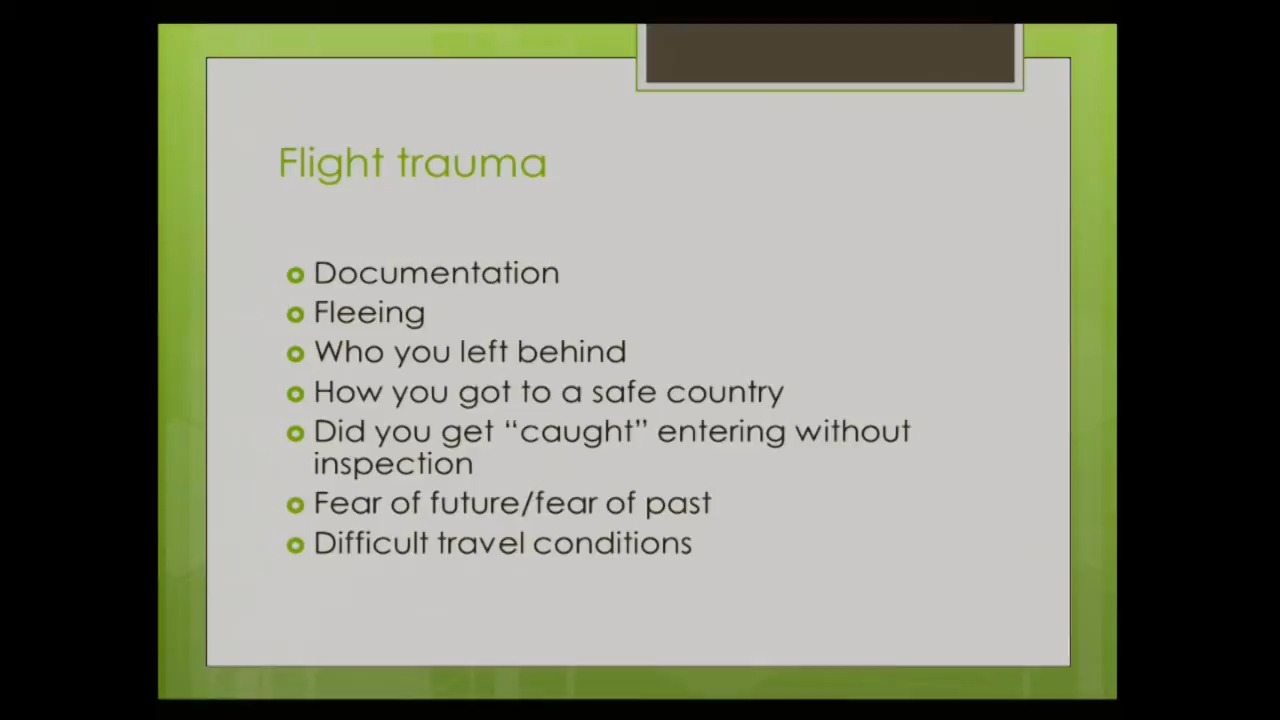 Flight trauma
Documentation
Fleeing
Who you left behind
How you got to a safe country
Did you get “caught” entering without
inspection
Fear of future/fear of past
Difficult travel conditions